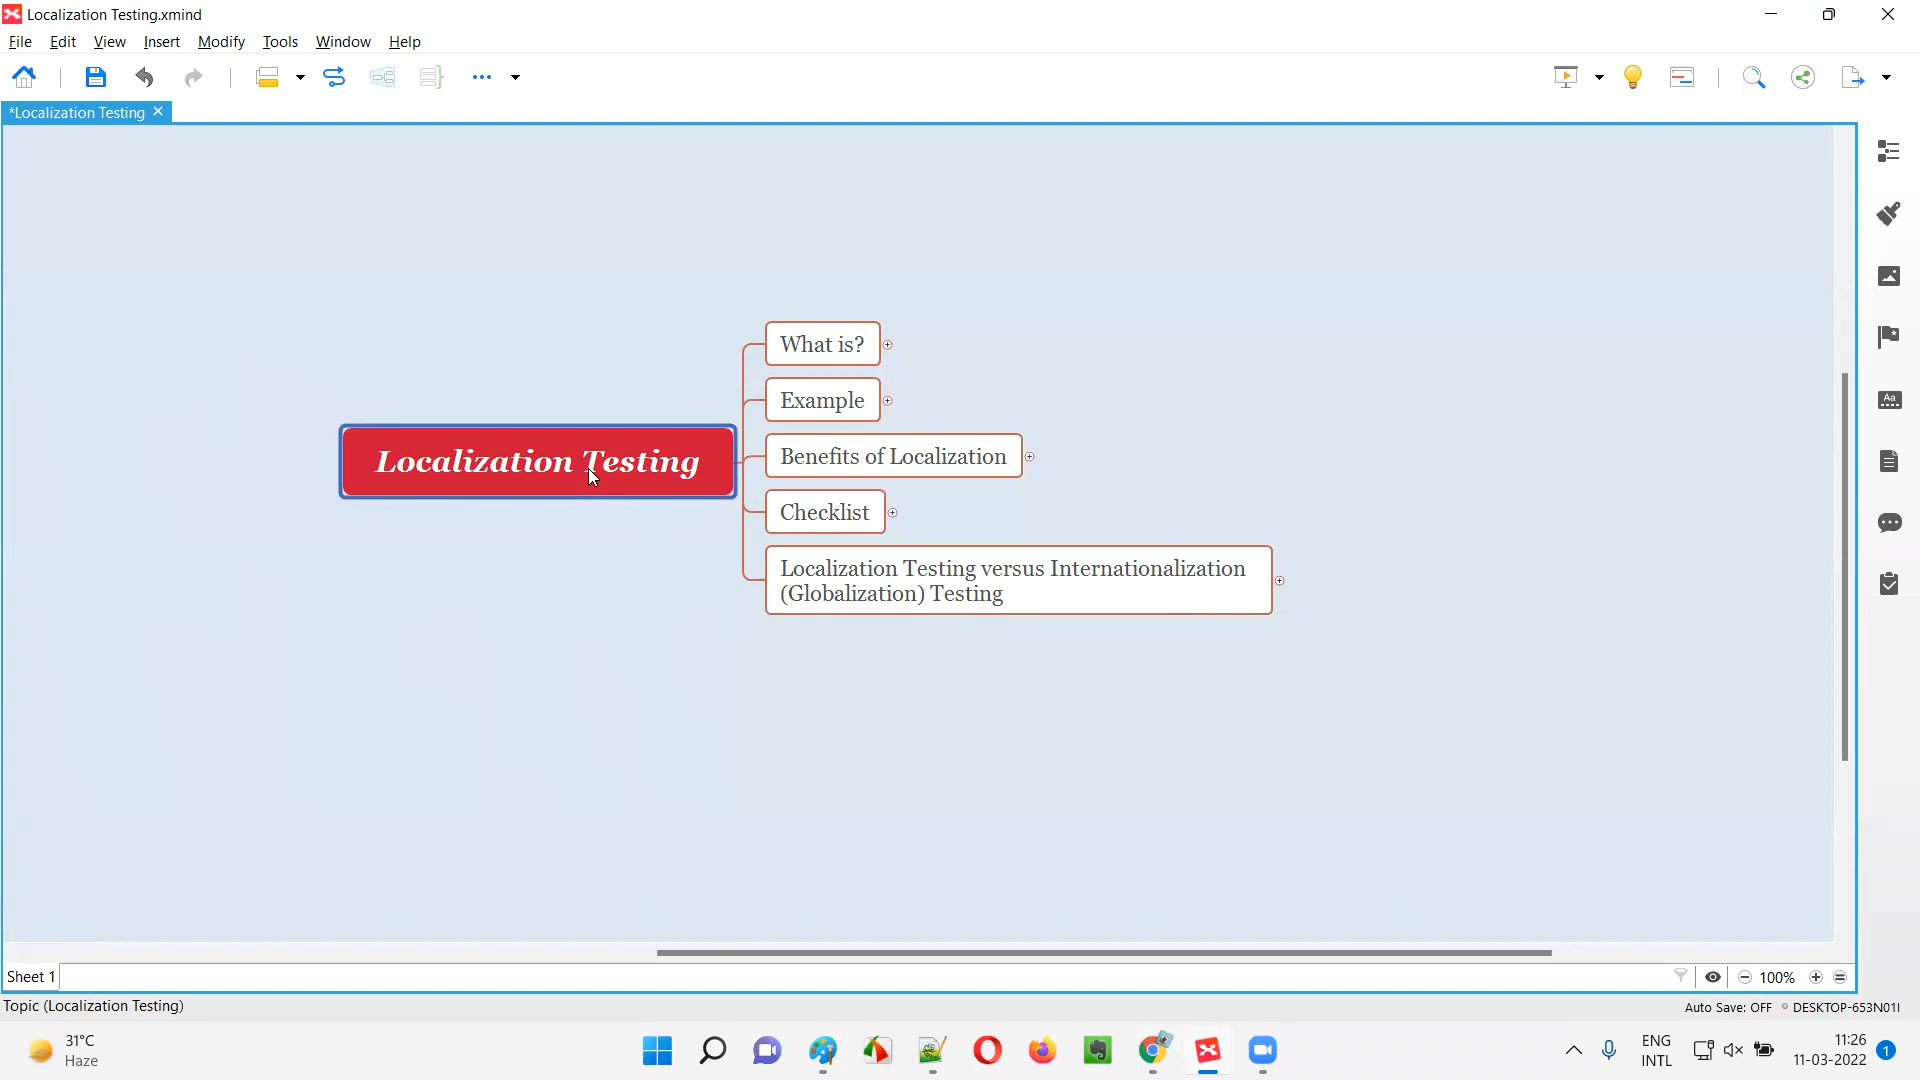 Localization Testing.xmind
File Edit View Insert Modify Tools Window Help
*Localization Testing
What is?
Example
Localization Testing
Benefits of Localization
Checklist
Localization Testing versus Internationalization
(Globalization) Testing
Aa
Sheet 1
100%
Topic (Localization Testing)
Auto Save: OFF DESKTOP-653N01I
31°C
Haze
ENG
INTL
11:26
11-03-2022
1